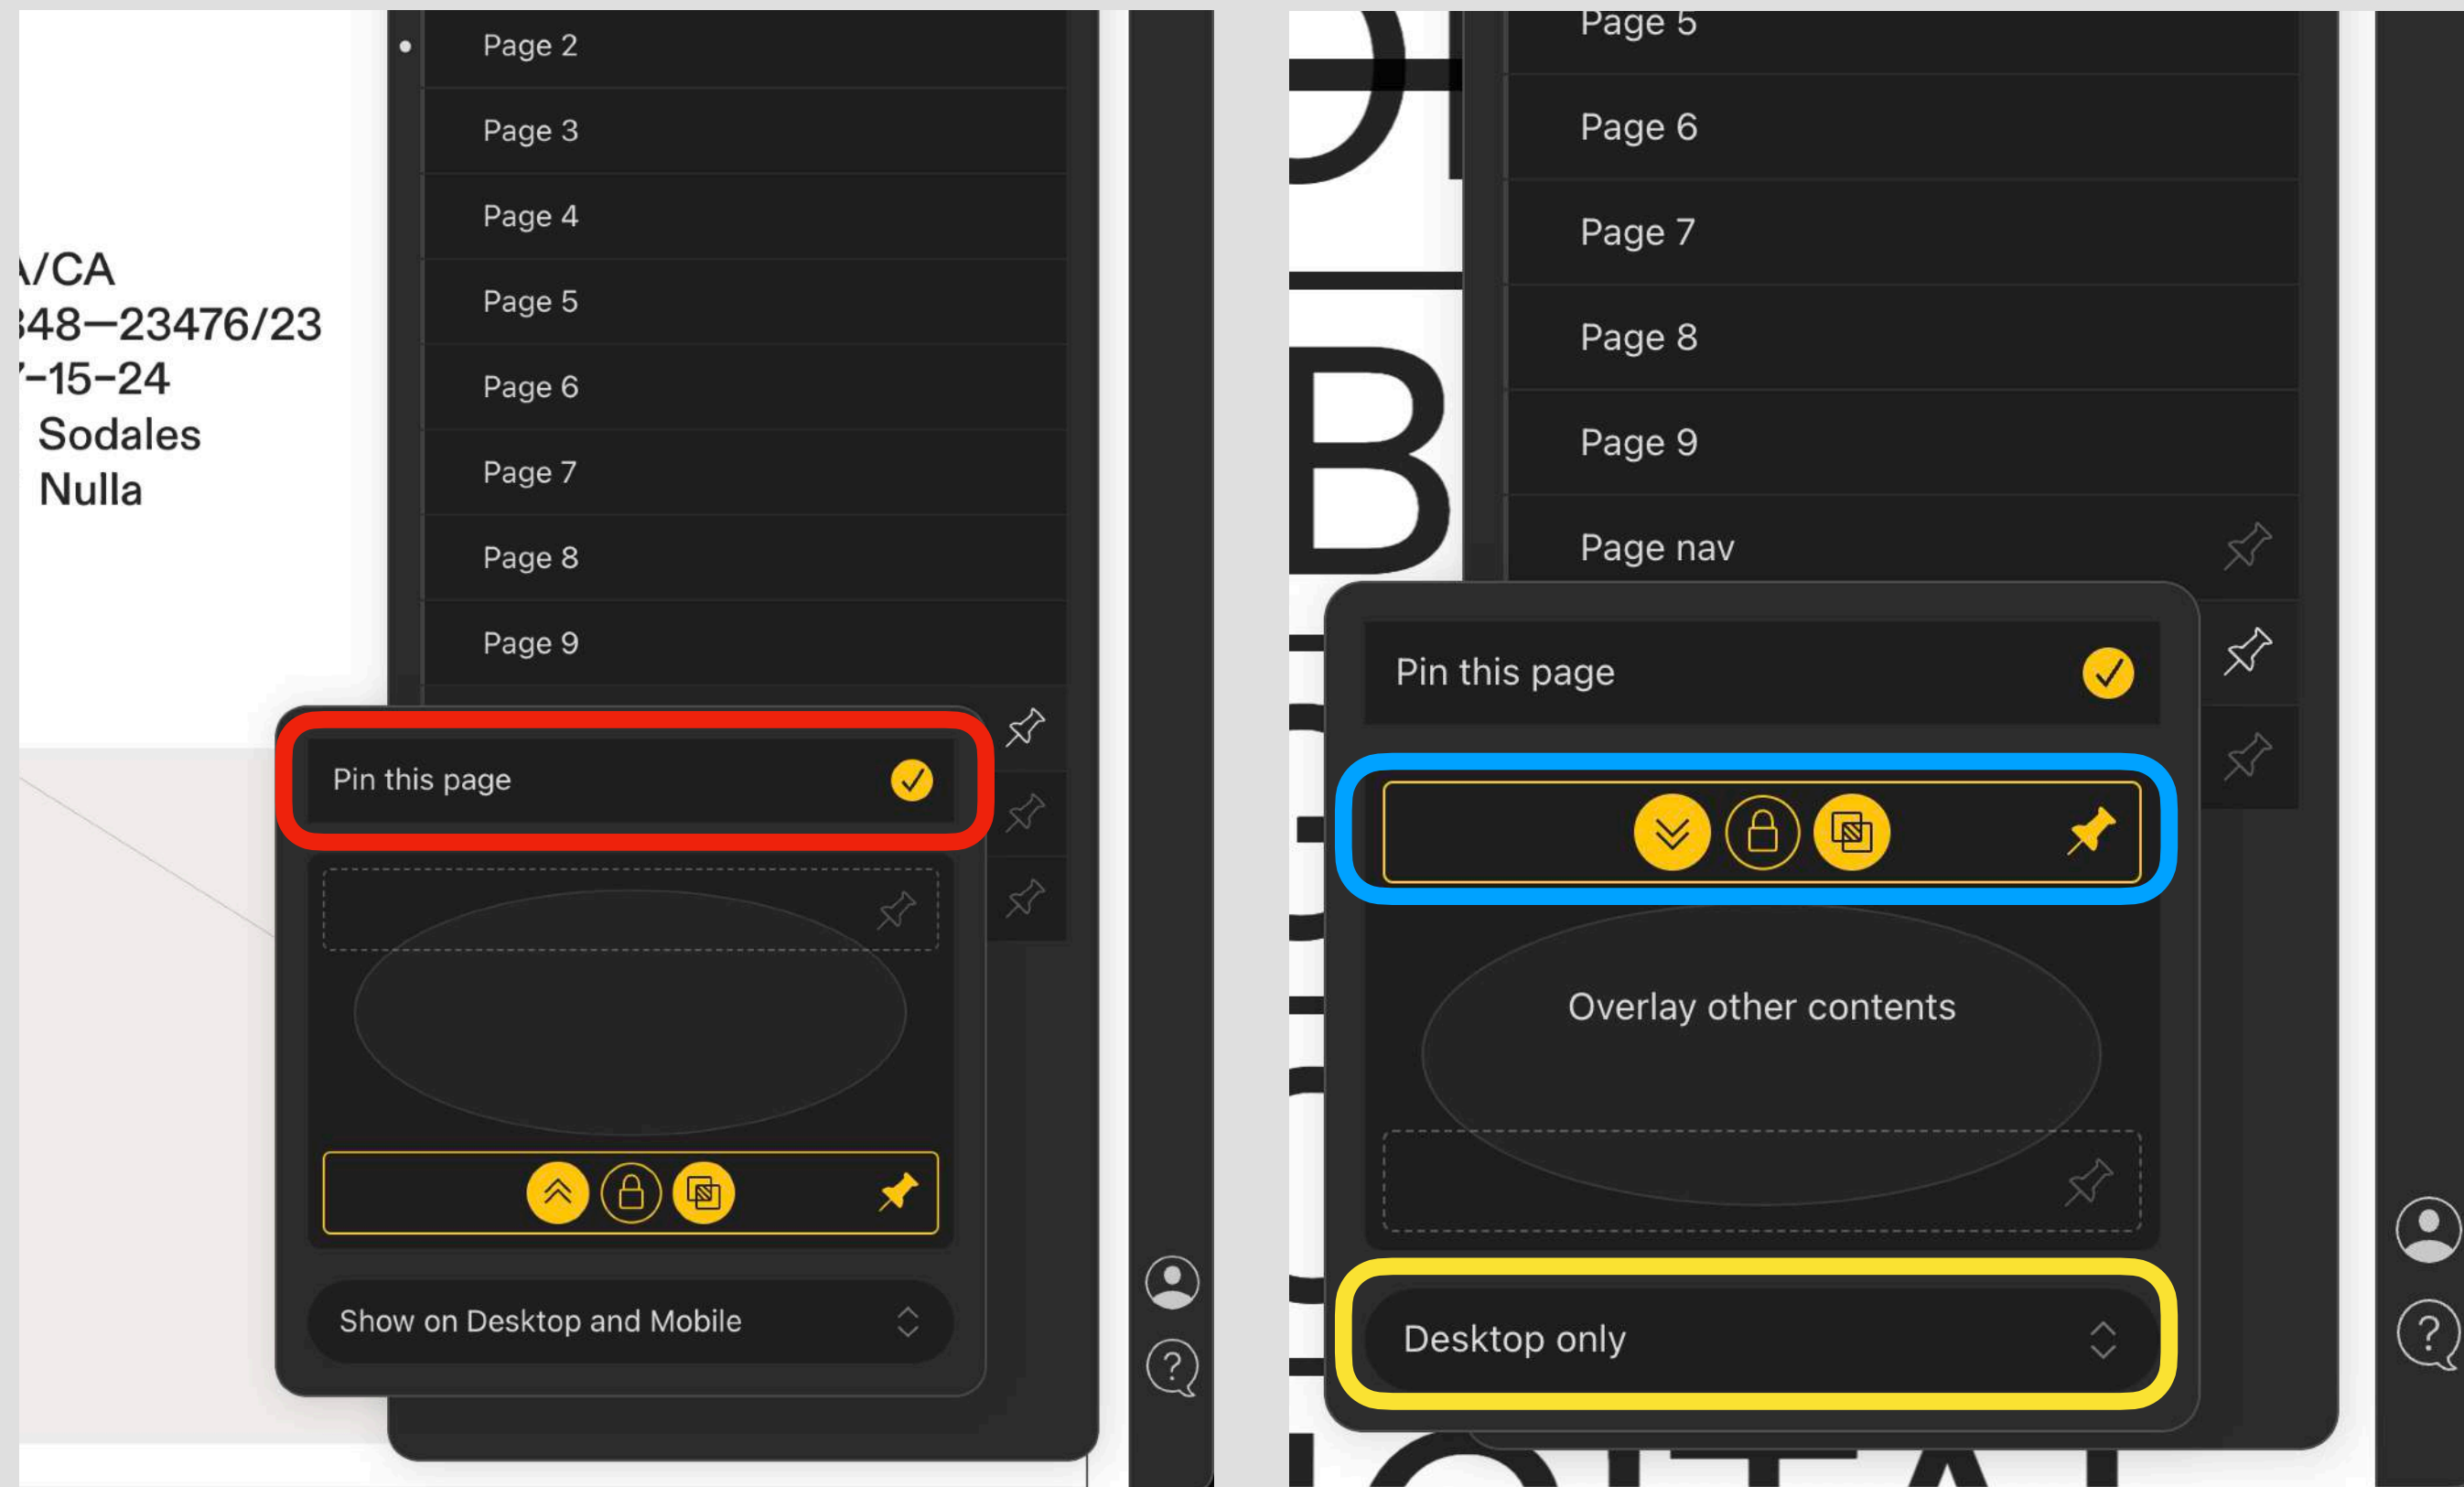 Page 2
Page 3
Page 4
Page 5
Page 6
Page 7
Page 8
Page 9
/CA
48—23476/23
-15-24
Sodales
Nulla
Pin this page
Show on Desktop and Mobile
?
Page 5
Page 6
Page 7
Page 8
Page 9
Page nav
B
Pin this page
Overlay other contents
Desktop only
?